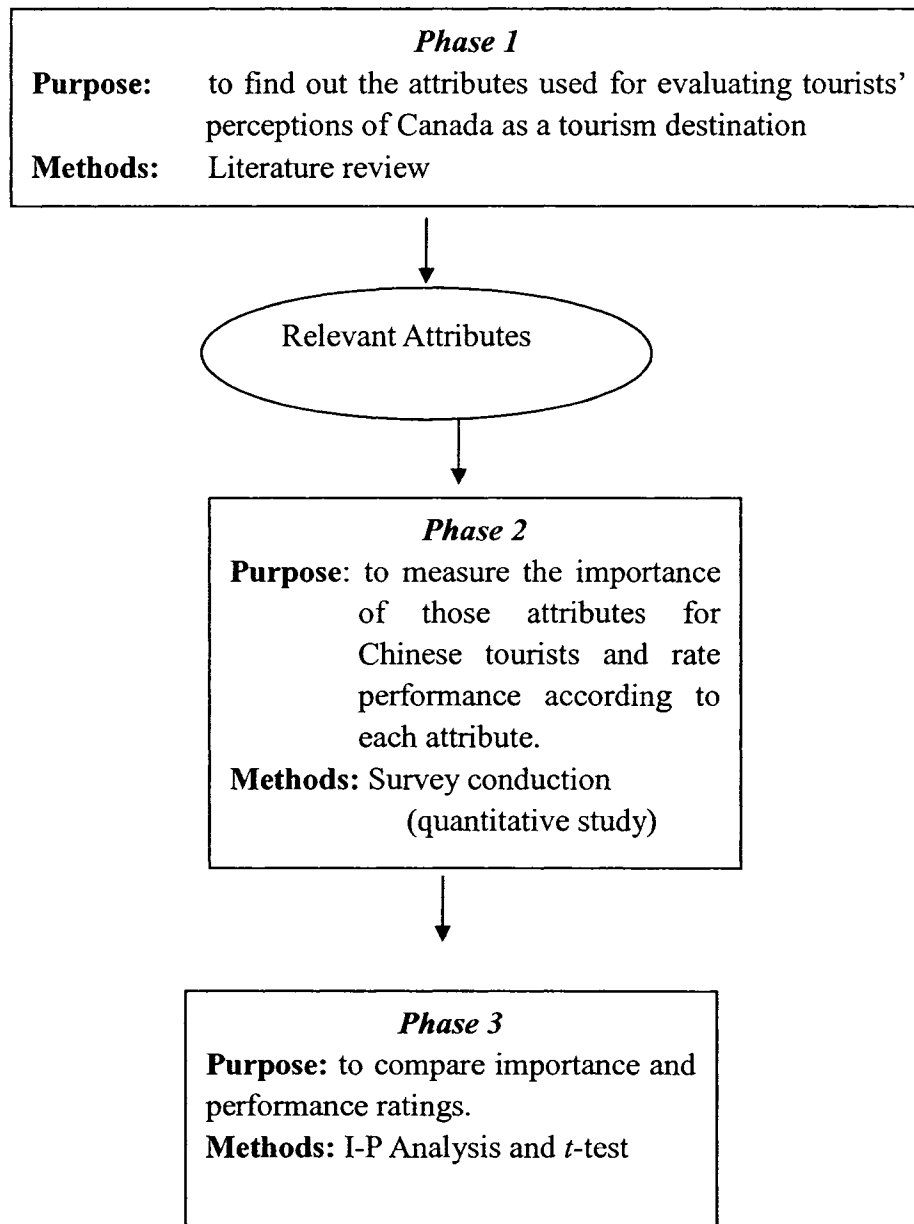 Phase 1
Purpose: to find out the attributes used for evaluating tourists’
perceptions of Canada as a tourism destination
Methods: Literature review
Relevant Attributes
Phase 2
Purpose: to measure the importance
of those attributes for
Chinese tourists and rate
performance according to
each attribute.
Methods: Survey conduction
(quantitative study)
Phase 3
Purpose: to compare importance and
performance ratings.
Methods: I-P Analysis and t-test